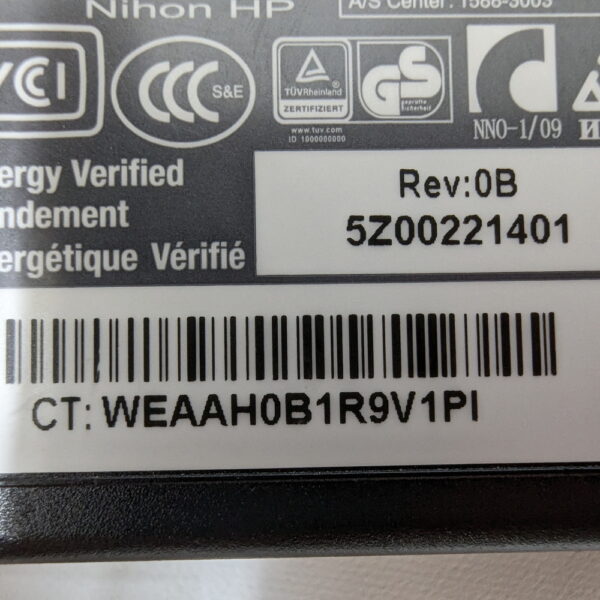 Nihon HP
A/S Center: 1588-3003
VCCI
CCC S&E
TÜVRheinland
ZERTIFIZIERT
GS
geprüfte
Sicherheit
www.tuv.com
ID 1000000000
NNO-1/09
ergy Verified
Rev:0B
ndement
5Z00221401
ergétique Vérifié
CT: WEAAH0B1R9V1PI